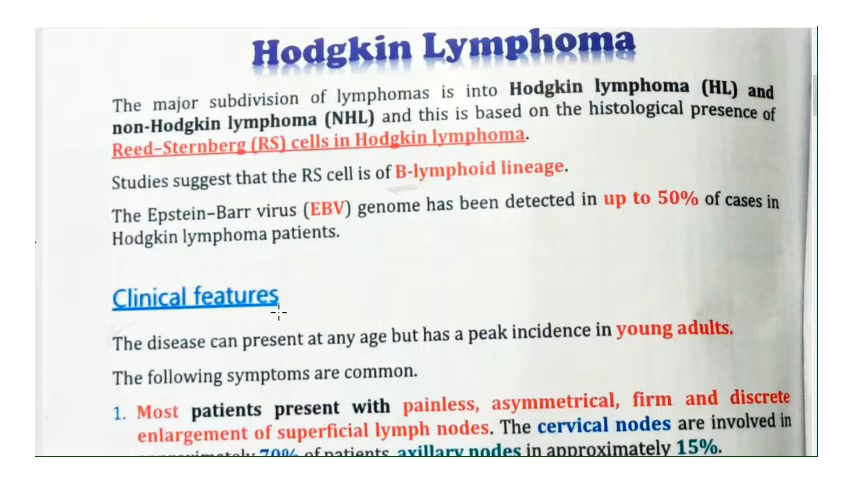 Hodgkin Lymphoma
The major subdivision of lymphomas is into Hodgkin lymphoma (HL) and
non-Hodgkin lymphoma (NHL) and this is based on the histological presence of
Reed–Sternberg (RS) cells in Hodgkin lymphoma.
Studies suggest that the RS cell is of B-lymphoid lineage.
The Epstein–Barr virus (EBV) genome has been detected in up to 50% of cases in
Hodgkin lymphoma patients.
Clinical features
The disease can present at any age but has a peak incidence in young adults.
The following symptoms are common.
1. Most patients present with painless, asymmetrical, firm and discrete
enlargement of superficial lymph nodes. The cervical nodes are involved in
approximately 70% of patients, axillary nodes in approximately 15%.